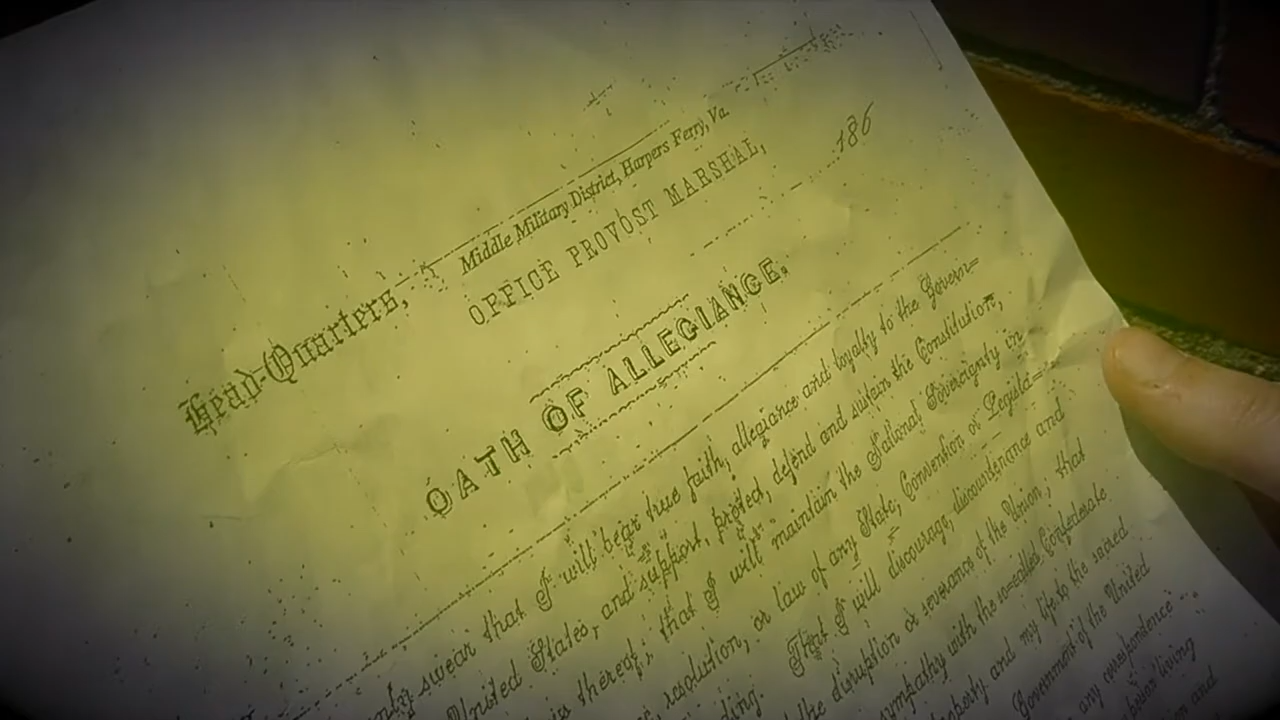 Head-Quarters,
Middle Military District, Harpers Ferry, Va.
OFFICE PROVOST MARSHAL,
186
OATH OF ALLEGIANCE.
swear that I will bear true faith, allegiance and loyalty to the Govern=
United States, and support, protect, defend and sustain the Constitution,
thereof; that I will maintain the National Sovereignty in
resolution, or law of any State, Convention or Legisla=
That I will discourage, discountenance and
the disruption or severance of the Union; that
sympathy with the so=called Confederate
and my life to the sacred
Government of the United
any correspondence
living
and